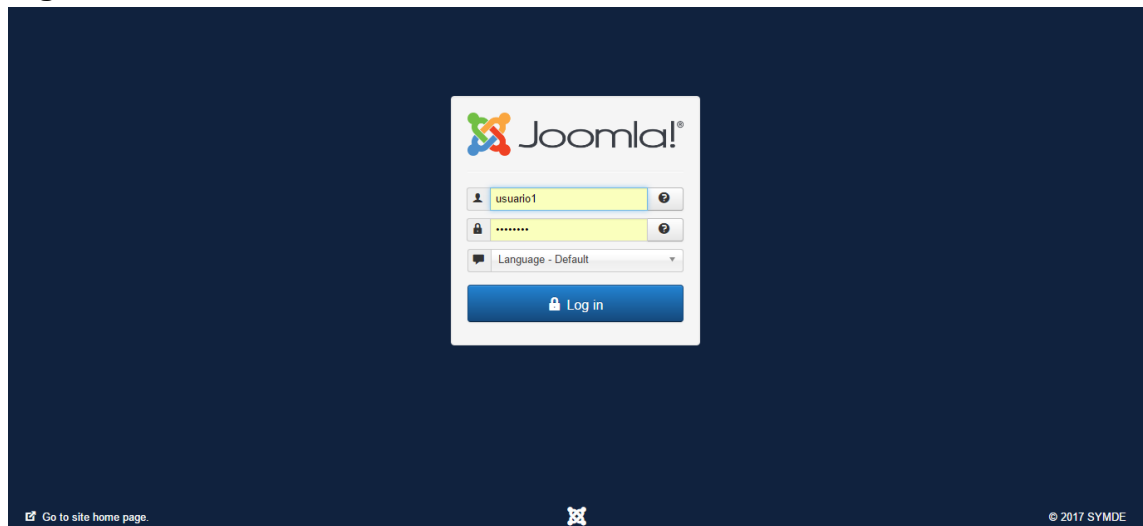 Joomla!®
usuario1
••••••••
Language - Default
Log in
Go to site home page.
© 2017 SYMDE